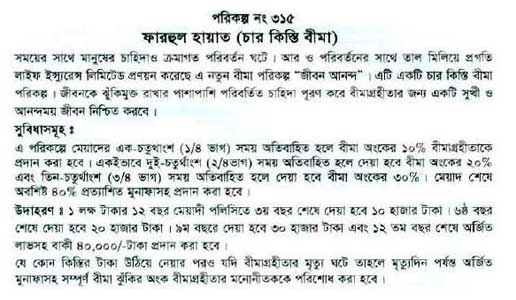 পরিকল্প নং ৩১৫
ফারহুল হায়াত (চার কিস্তি বীমা)
সময়ের সাথে মানুষের চাহিদাও ক্রমাগত পরিবর্তন ঘটে । আর ও পরিবর্তনের সাথে তাল মিলিয়ে প্রগতি
লাইফ ইন্স্যুরেন্স লিমিটেড প্রণয়ন করেছে এ নতুন বীমা পরিকল্প “জীবন আনন্দ” । এটি একটি চার কিস্তি বীমা
পরিকল্প । জীবনকে ঝুঁকিমুক্ত রাখার পাশাপাশি পরিবর্তিত চাহিদা পূরণ করে বীমাগ্রহীতার জন্য একটি সুখী ও
আনন্দময় জীবন নিশ্চিত করবে ।
সুবিধাসমূহ :
এ পরিকল্পে মেয়াদের এক-চতুর্থাংশ (১/৪ ভাগ) সময় অতিবাহিত হলে বীমা অংকের ১০% বীমাগ্রহীতাকে
প্রদান করা হবে । একইভাবে দুই-চতুর্থাংশ (২/৪ভাগ) সময় অতিবাহিত হলে দেয়া হবে বীমা অংকের ২০%
এবং তিন-চতুর্থাংশ (৩/৪ ভাগ) সময় অতিবাহিত হলে দেয়া হবে বীমা অংকের ৩০% । মেয়াদ শেষে
অবশিষ্ট ৪০% প্রত্যাশিত মুনাফাসহ প্রদান করা হবে ।
উদাহরণ : ১ লক্ষ টাকার ১২ বছর মেয়াদী পলিসিতে ৩য় বছর শেষে দেয়া হবে ১০ হাজার টাকা । ৬ষ্ঠ বছর
শেষে দেয়া হবে ২০ হাজার টাকা । ৯ম বছরে দেয়া হবে ৩০ হাজার টাকা এবং ১২ তম বছর শেষে অর্জিত
লাভসহ বাকী ৪০,০০০/-টাকা প্রদান করা হবে ।
যে কোন কিস্তির টাকা উঠিয়ে নেয়ার পরও যদি বীমাগ্রহীতার মৃত্যু ঘটে তাহলে মৃত্যুদিন পর্যন্ত অর্জিত
মুনাফাসহ সম্পূর্ণ বীমা ঝুঁকির অংক বীমাগ্রহীতার মনোনীতককে পরিশোধ করা হবে ।